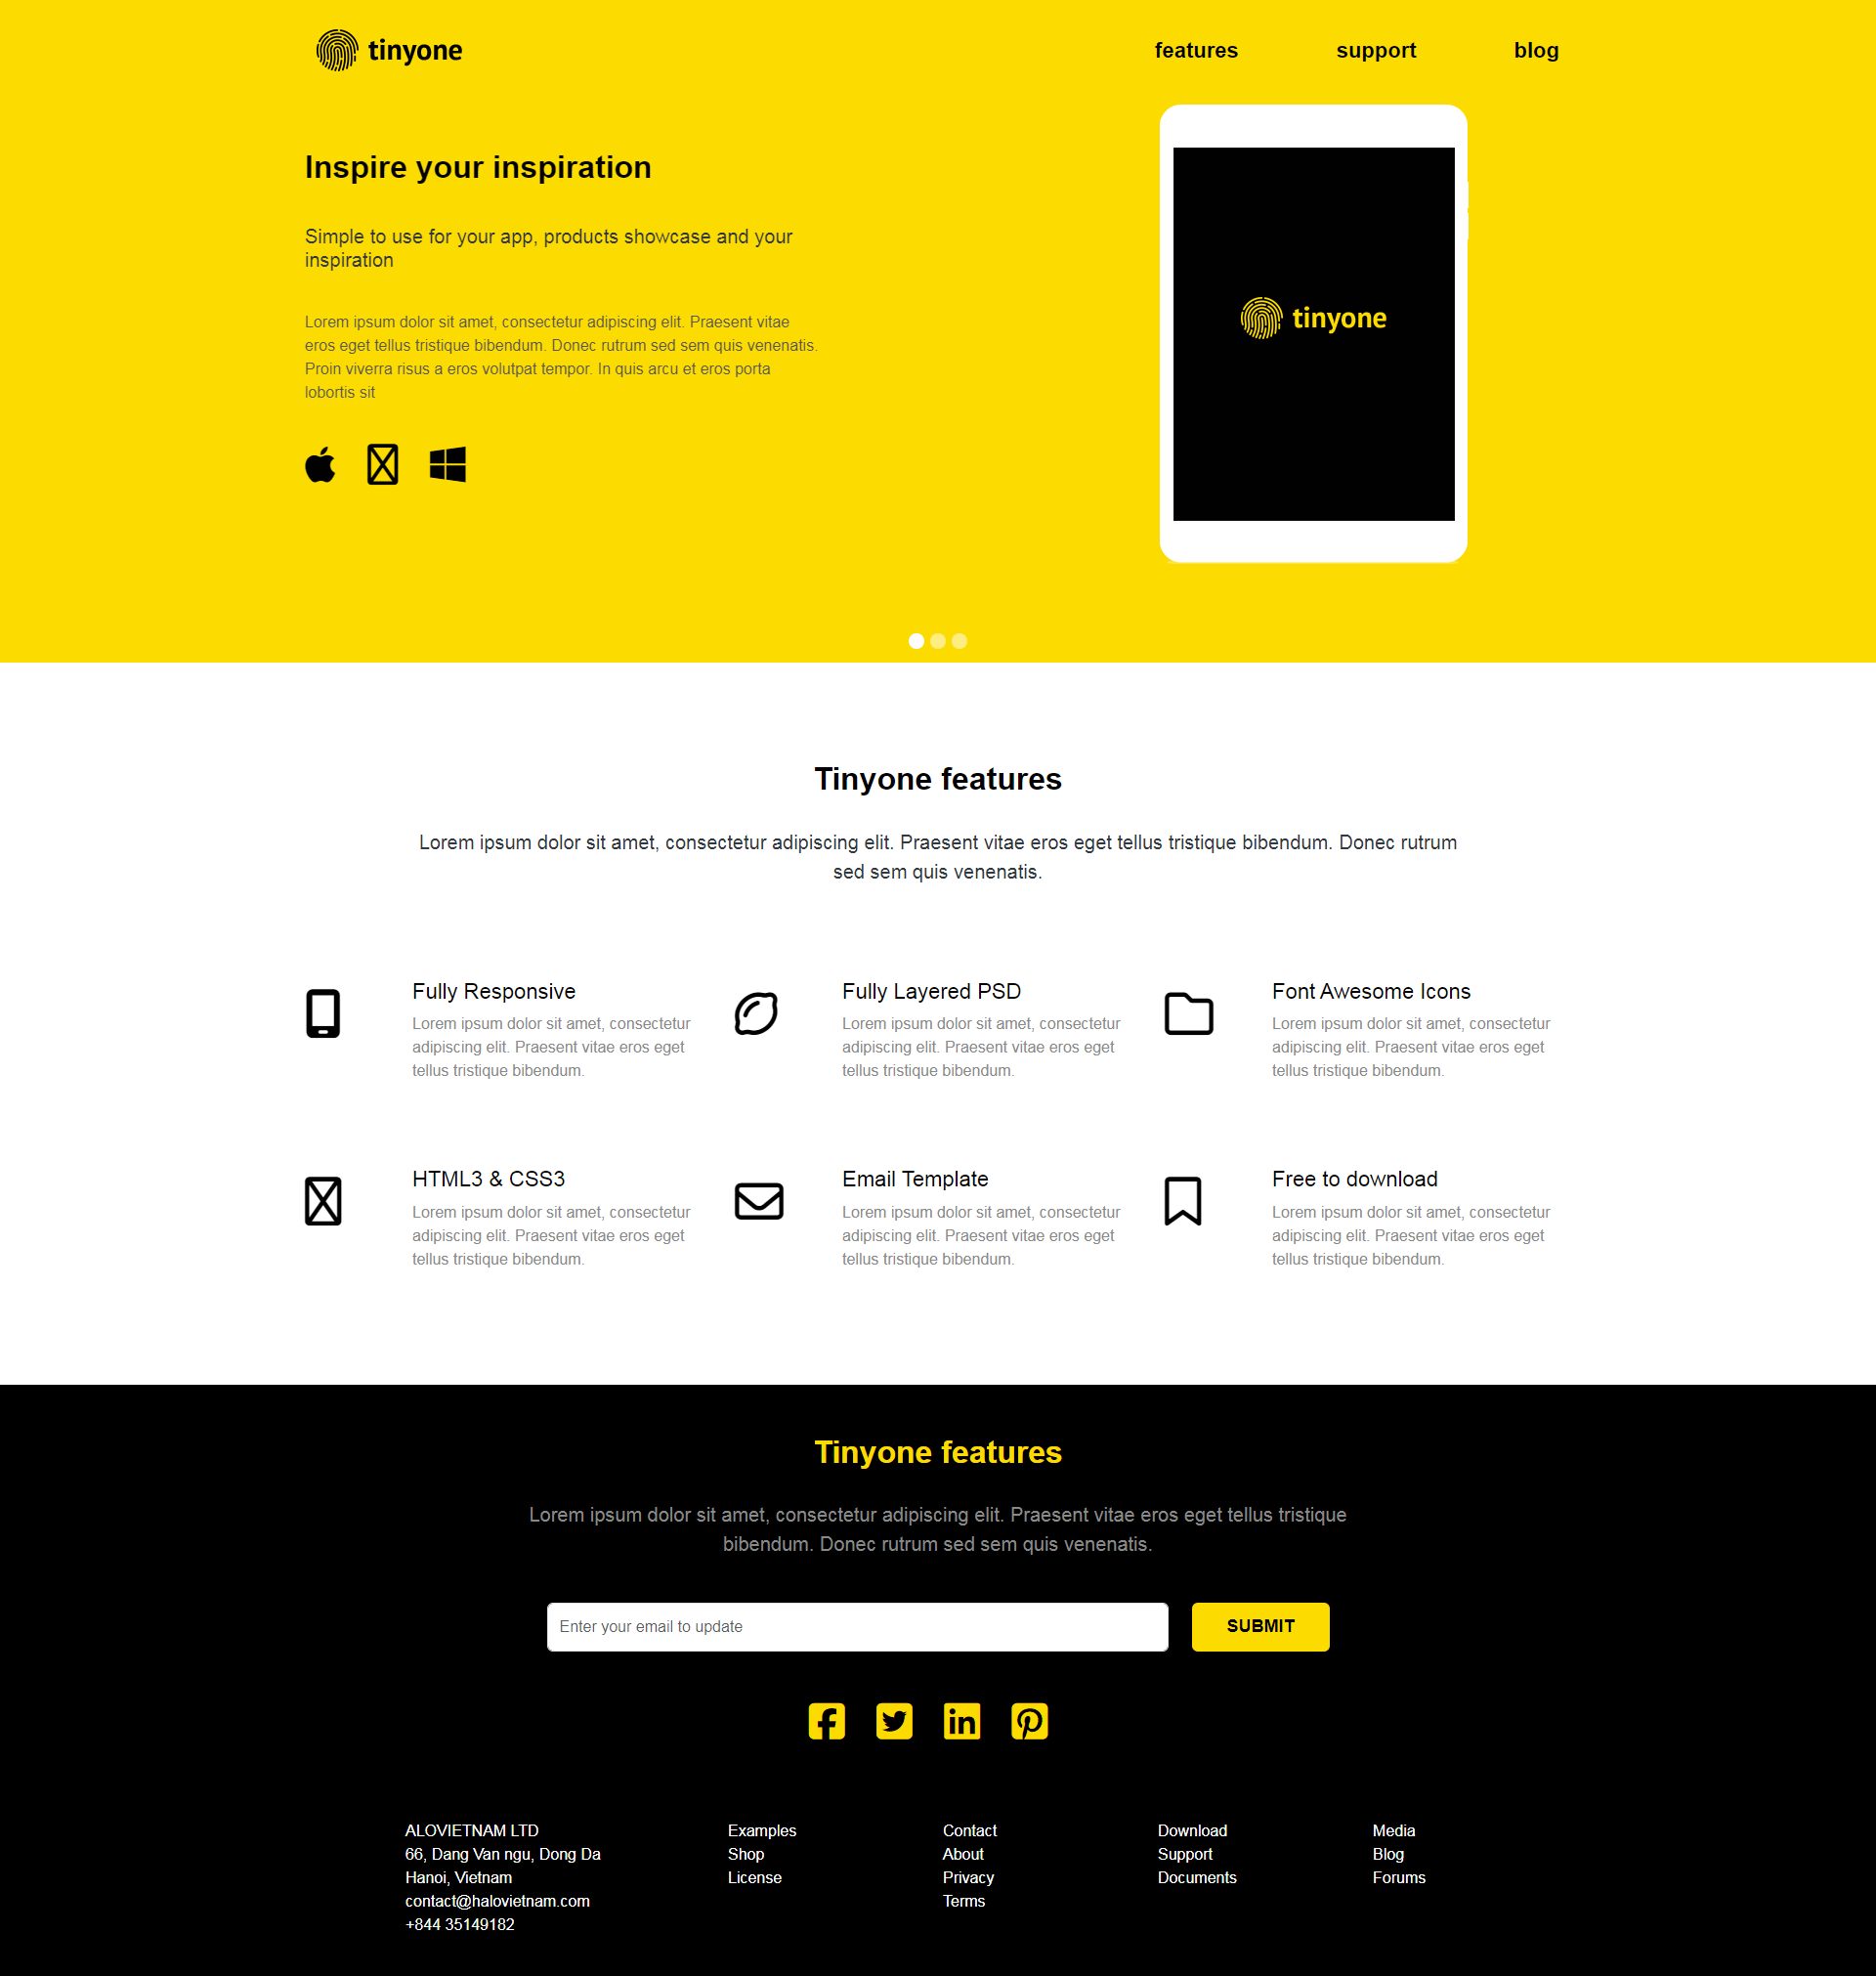 tinyone
features
support
blog
Inspire your inspiration
Simple to use for your app, products showcase and your
inspiration
Lorem ipsum dolor sit amet, consectetur adipiscing elit. Praesent vitae
eros eget tellus tristique bibendum. Donec rutrum sed sem quis venenatis.
Proin viverra risus a eros volutpat tempor. In quis arcu et eros porta
lobortis sit
tinyone
Tinyone features
Lorem ipsum dolor sit amet, consectetur adipiscing elit. Praesent vitae eros eget tellus tristique bibendum. Donec rutrum
sed sem quis venenatis.
Fully Responsive
Lorem ipsum dolor sit amet, consectetur
adipiscing elit. Praesent vitae eros eget
tellus tristique bibendum.
Fully Layered PSD
Lorem ipsum dolor sit amet, consectetur
adipiscing elit. Praesent vitae eros eget
tellus tristique bibendum.
Font Awesome Icons
Lorem ipsum dolor sit amet, consectetur
adipiscing elit. Praesent vitae eros eget
tellus tristique bibendum.
HTML3 & CSS3
Lorem ipsum dolor sit amet, consectetur
adipiscing elit. Praesent vitae eros eget
tellus tristique bibendum.
Email Template
Lorem ipsum dolor sit amet, consectetur
adipiscing elit. Praesent vitae eros eget
tellus tristique bibendum.
Free to download
Lorem ipsum dolor sit amet, consectetur
adipiscing elit. Praesent vitae eros eget
tellus tristique bibendum.
Tinyone features
Lorem ipsum dolor sit amet, consectetur adipiscing elit. Praesent vitae eros eget tellus tristique
bibendum. Donec rutrum sed sem quis venenatis.
Enter your email to update
SUBMIT
ALOVIETNAM LTD
66, Dang Van ngu, Dong Da
Hanoi, Vietnam
contact@halovietnam.com
+844 35149182
Examples
Shop
License
Contact
About
Privacy
Terms
Download
Support
Documents
Media
Blog
Forums